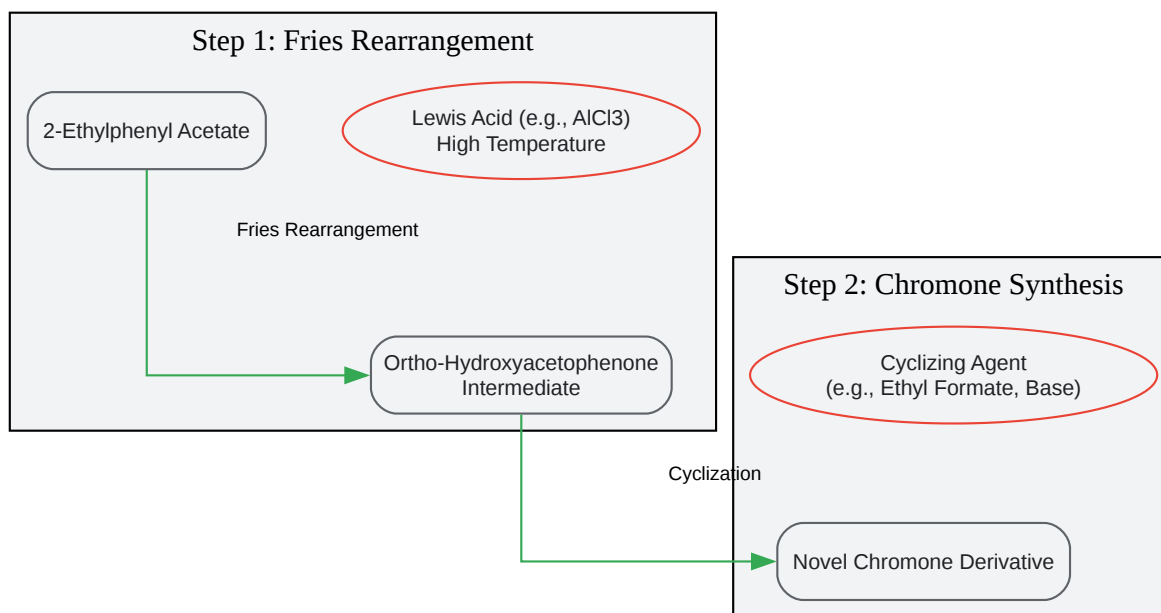 Step 1: Fries Rearrangement
2-Ethylphenyl Acetate
Lewis Acid (e.g., AlCl3)
High Temperature
Fries Rearrangement
Ortho-Hydroxyacetophenone
Intermediate
Step 2: Chromone Synthesis
Cyclizing Agent
(e.g., Ethyl Formate, Base)
Cyclization
Novel Chromone Derivative